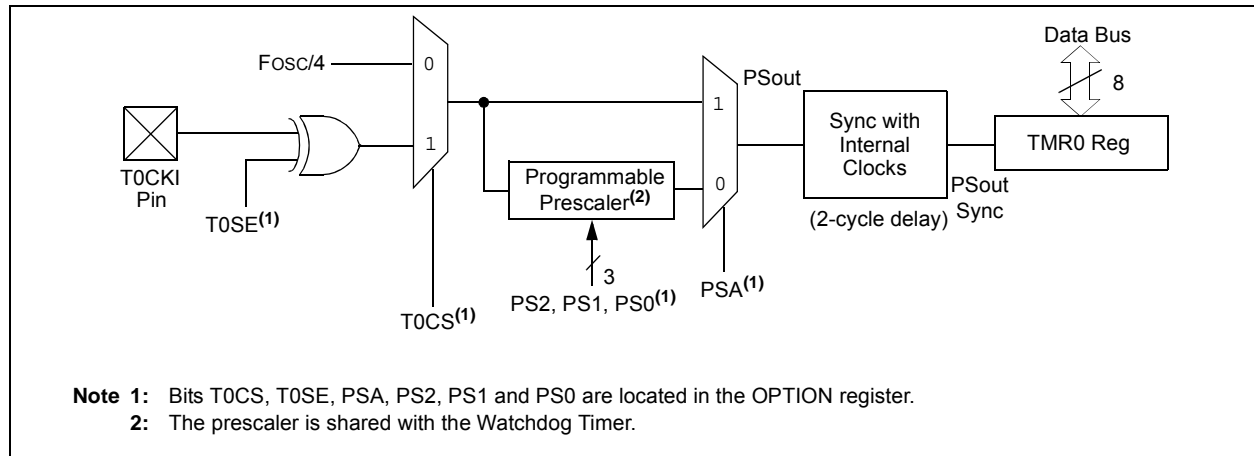 Data Bus
8
FOSC/4
0
1
T0CKI
Pin
T0SE(1)
T0CS(1)
Programmable
Prescaler(2)
3
PS2, PS1, PS0(1)
1
0
PSout
PSA(1)
Sync with
Internal
Clocks
(2-cycle delay)
PSout
Sync
TMR0 Reg
Note 1: Bits T0CS, T0SE, PSA, PS2, PS1 and PS0 are located in the OPTION register.
2: The prescaler is shared with the Watchdog Timer.